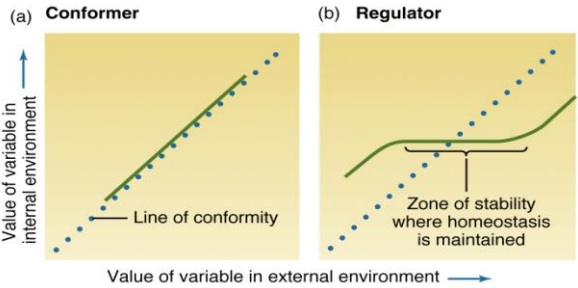 (a) Conformer
(b) Regulator
Value of variable in
internal environment
Line of conformity
Zone of stability
where homeostasis
is maintained
Value of variable in external environment